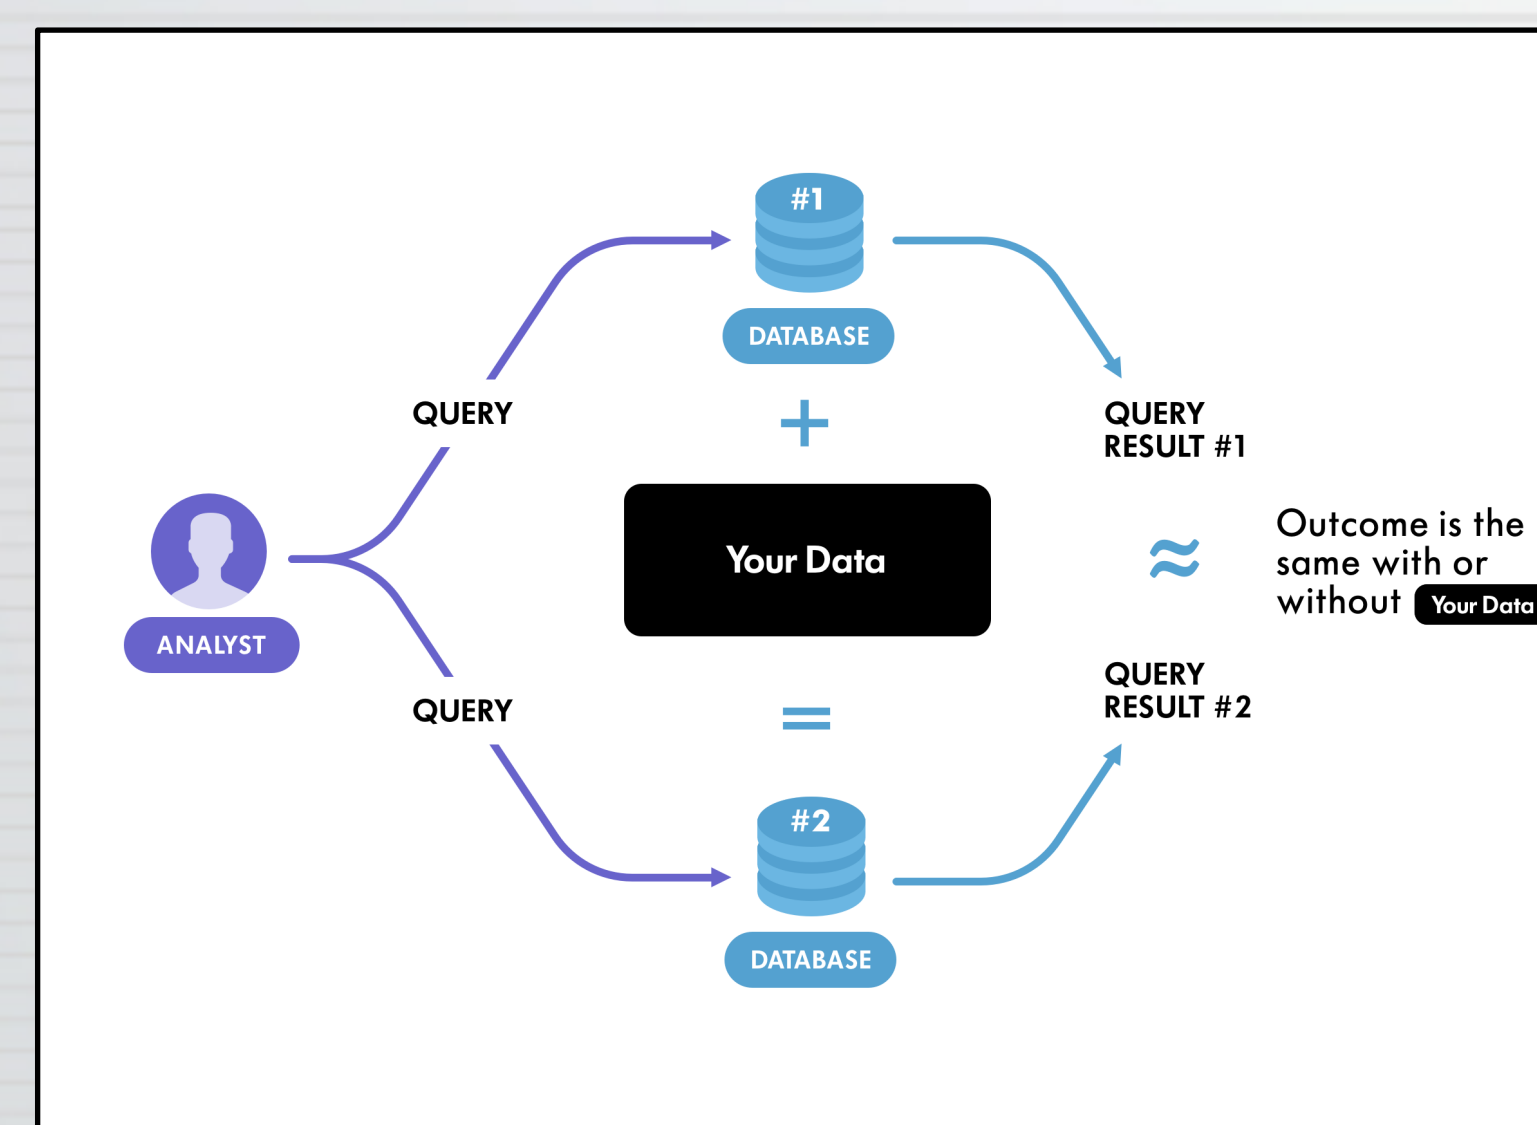 #1
DATABASE
+
QUERY
QUERY
RESULT #1
Your Data
ANALYST
≈
Outcome is the
same with or
without Your Data
QUERY
QUERY
RESULT #2
=
#2
DATABASE